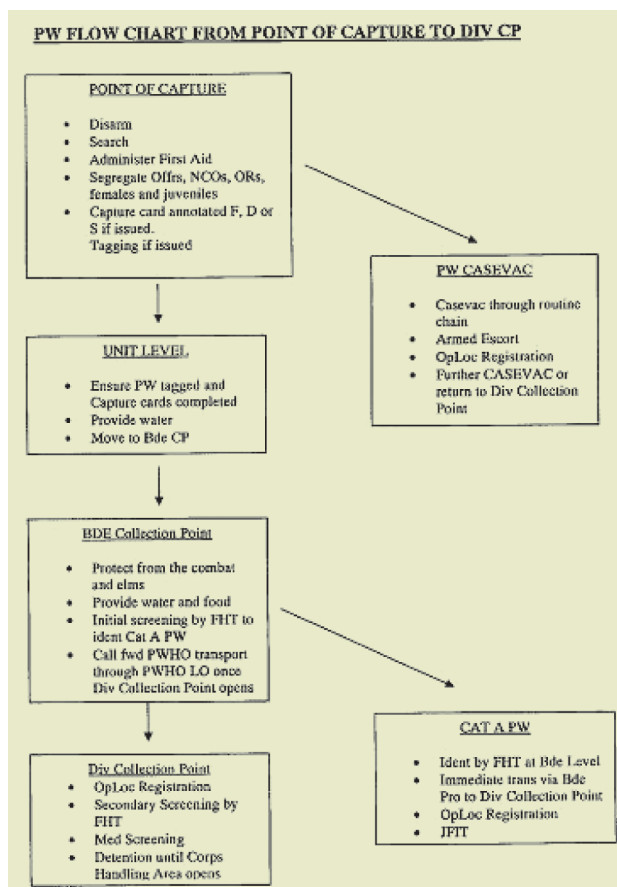 PW FLOW CHART FROM POINT OF CAPTURE TO DIV CP
POINT OF CAPTURE
• Disarm
• Search
• Administer First Aid
• Segregate Offrs, NCOs, ORs,
females and juveniles
• Capture card annotated F, D or
S if issued.
Tagging if issued
PW CASEVAC
• Casevac through routine
chain
• Armed Escort
• OpLoc Registration
• Further CASEVAC or
return to Div Collection
Point
UNIT LEVEL
• Ensure PW tagged and
Capture cards completed
• Provide water
• Move to Bde CP
BDE Collection Point
• Protect from the combat
and elms
• Provide water and food
• Initial screening by FHT to
ident Cat A PW
• Call fwd PWHO transport
through PWHO LO once
Div Collection Point opens
CAT A PW
• Ident by FHT at Bde Level
• Immediate trans via Bde
Pro to Div Collection Point
• OpLoc Registration
• JFIT
Div Collection Point
• OpLoc Registration
• Secondary Screening by
FHT
• Med Screening
• Detention until Corps
Handling Area opens